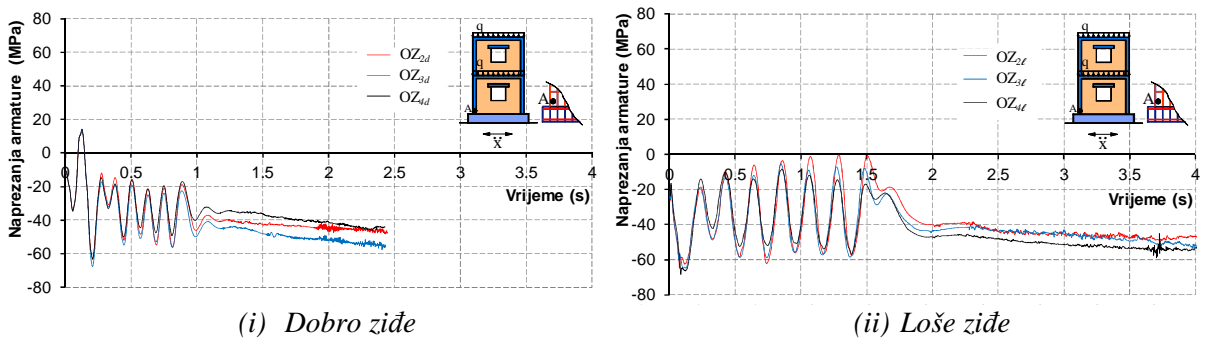 Naprezanja armature (MPa)
80
60
40
20
0
-20
-40
-60
-80
0
0.5
1
1.5
2
2.5
3
3.5
4
Vrijeme (s)
OZ2d
OZ3d
OZ4d
q
q
A
A
ẍ
(i) Dobro ziđe
Naprezanja armature (MPa)
80
60
40
20
0
-20
-40
-60
-80
0
0.5
1
1.5
2
2.5
3
3.5
4
Vrijeme (s)
OZ2ℓ
OZ3ℓ
OZ4ℓ
q
q
A
A
ẍ
(ii) Loše ziđe